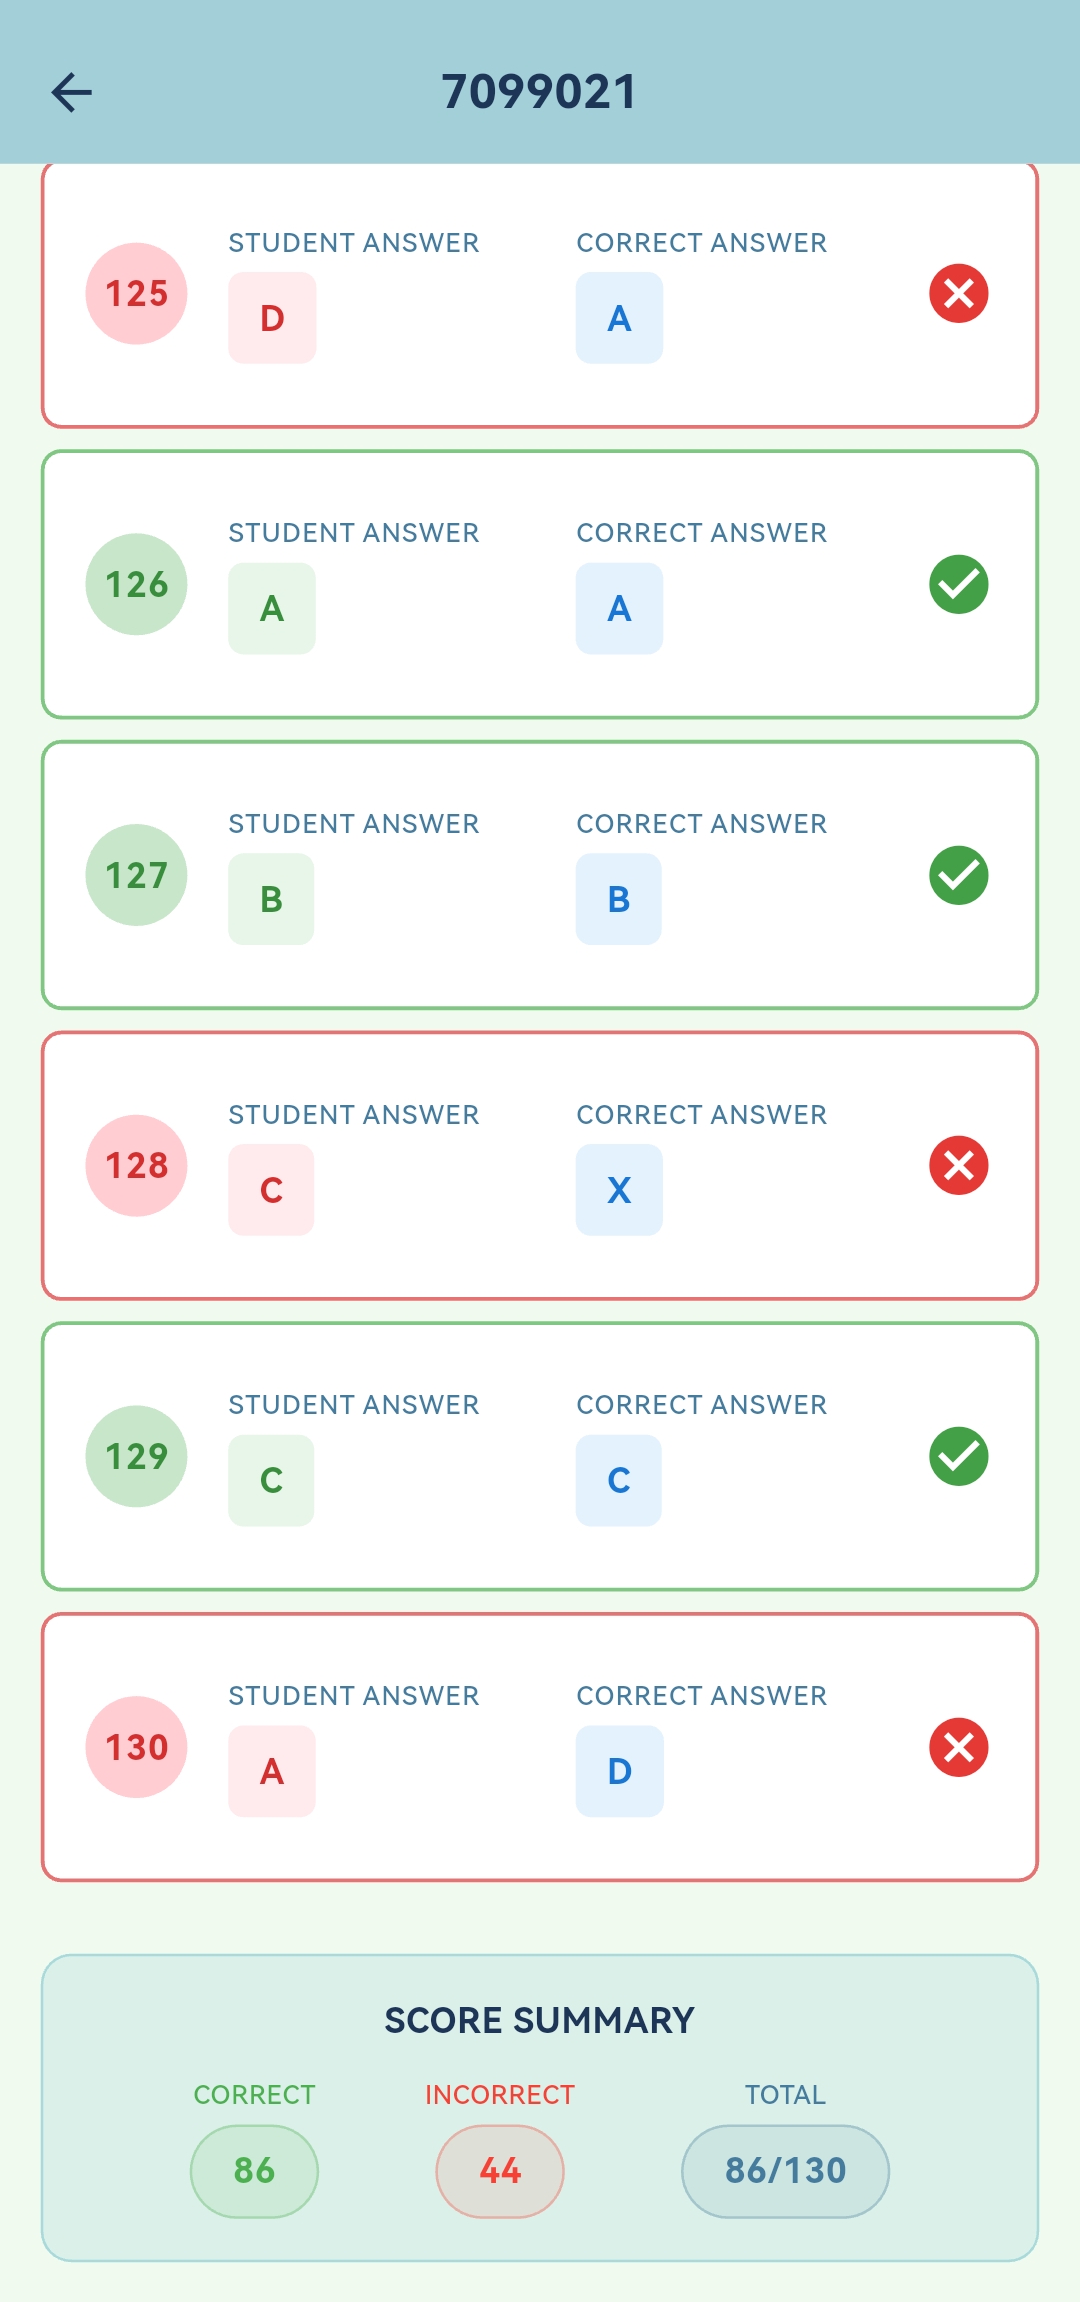 7099021
STUDENT ANSWER CORRECT ANSWER
125 D A
STUDENT ANSWER CORRECT ANSWER
126 A A
STUDENT ANSWER CORRECT ANSWER
127 B B
STUDENT ANSWER CORRECT ANSWER
128 C X
STUDENT ANSWER CORRECT ANSWER
129 C C
STUDENT ANSWER CORRECT ANSWER
130 A D
SCORE SUMMARY
CORRECT INCORRECT TOTAL
86 44 86/130